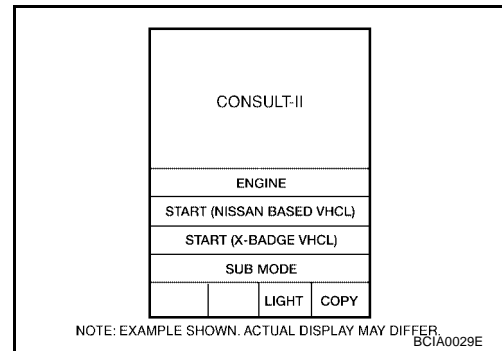 CONSULT-II
ENGINE
START (NISSAN BASED VHCL)
START (X-BADGE VHCL)
SUB MODE
LIGHT COPY
NOTE: EXAMPLE SHOWN. ACTUAL DISPLAY MAY DIFFER.
BCIA0029E